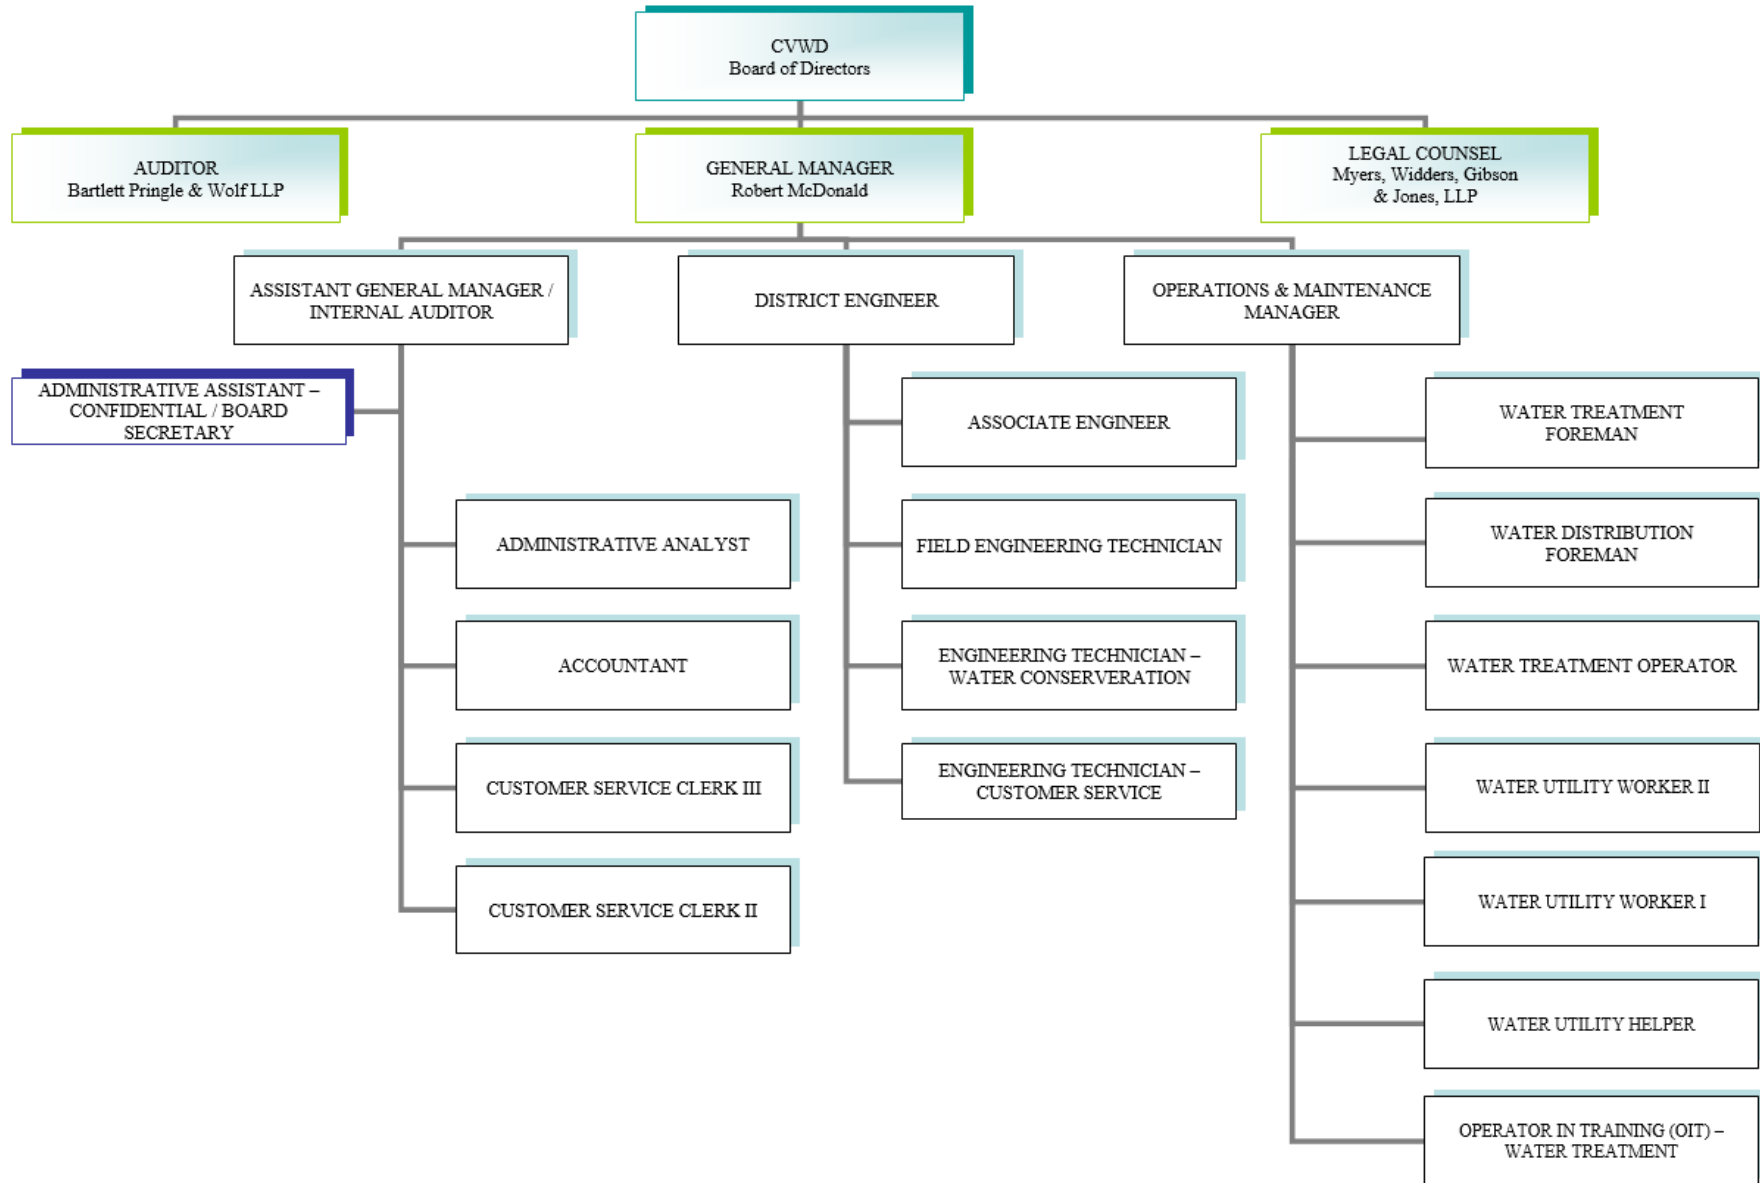 CVWD
Board of Directors
AUDITOR
Bartlett Pringle & Wolf LLP
GENERAL MANAGER
Robert McDonald
LEGAL COUNSEL
Myers, Widders, Gibson
& Jones, LLP
ASSISTANT GENERAL MANAGER /
INTERNAL AUDITOR
DISTRICT ENGINEER
OPERATIONS & MAINTENANCE
MANAGER
ADMINISTRATIVE ASSISTANT –
CONFIDENTIAL / BOARD
SECRETARY
ADMINISTRATIVE ANALYST
ACCOUNTANT
CUSTOMER SERVICE CLERK III
CUSTOMER SERVICE CLERK II
ASSOCIATE ENGINEER
FIELD ENGINEERING TECHNICIAN
ENGINEERING TECHNICIAN –
WATER CONSERVERATION
ENGINEERING TECHNICIAN –
CUSTOMER SERVICE
WATER TREATMENT
FOREMAN
WATER DISTRIBUTION
FOREMAN
WATER TREATMENT OPERATOR
WATER UTILITY WORKER II
WATER UTILITY WORKER I
WATER UTILITY HELPER
OPERATOR IN TRAINING (OIT) –
WATER TREATMENT